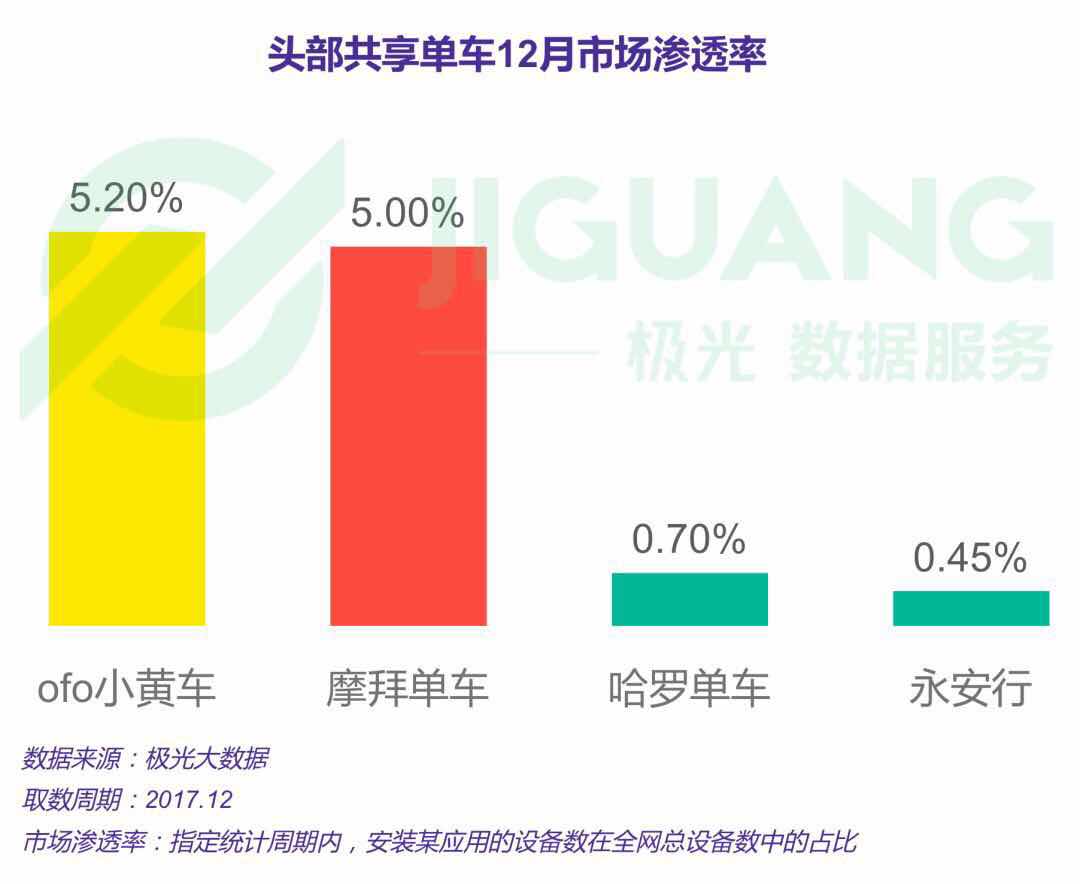 头部共享单车12月市场渗透率
JIGUANG
极光 数据服务
5.20%
5.00%
0.70%
0.45%
ofo小黄车
摩拜单车
哈罗单车
永安行
数据来源：极光大数据
取数周期：2017.12
市场渗透率：指定统计周期内，安装某应用的设备数在全网总设备数中的占比